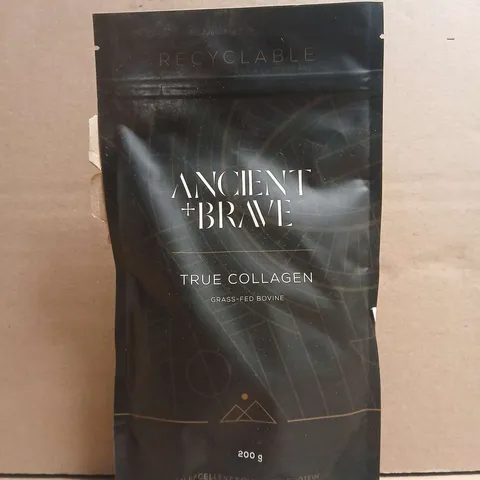 RECYCLABLE
ANCIENT
+BRAVE
TRUE COLLAGEN
GRASS-FED BOVINE
200 g